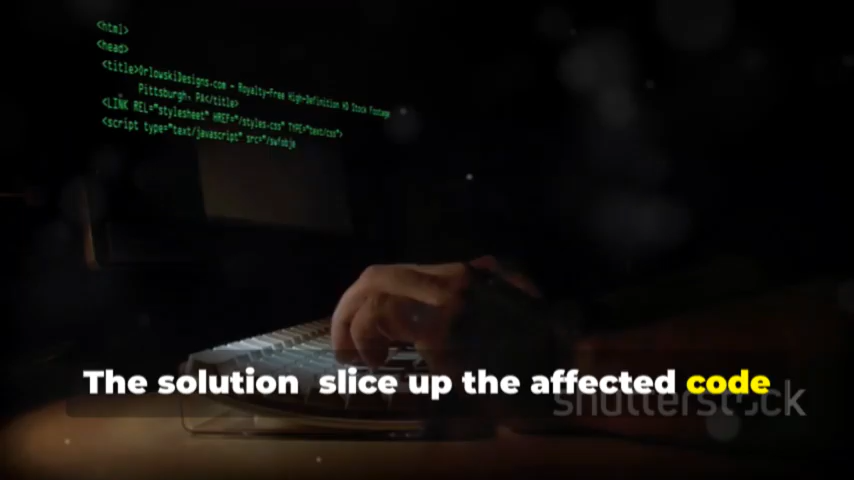 <html>
<head>
<title>OrlowskiDesigns.com - Royalty-Free High-Definition HD Stock Footage
Pittsburgh, PA</title>
<LINK REL="stylesheet" HREF="/styles.css" TYPE="text/css">
<script type="text/javascript" src="/swfobje
The solution slice up the affected code
shutterstock